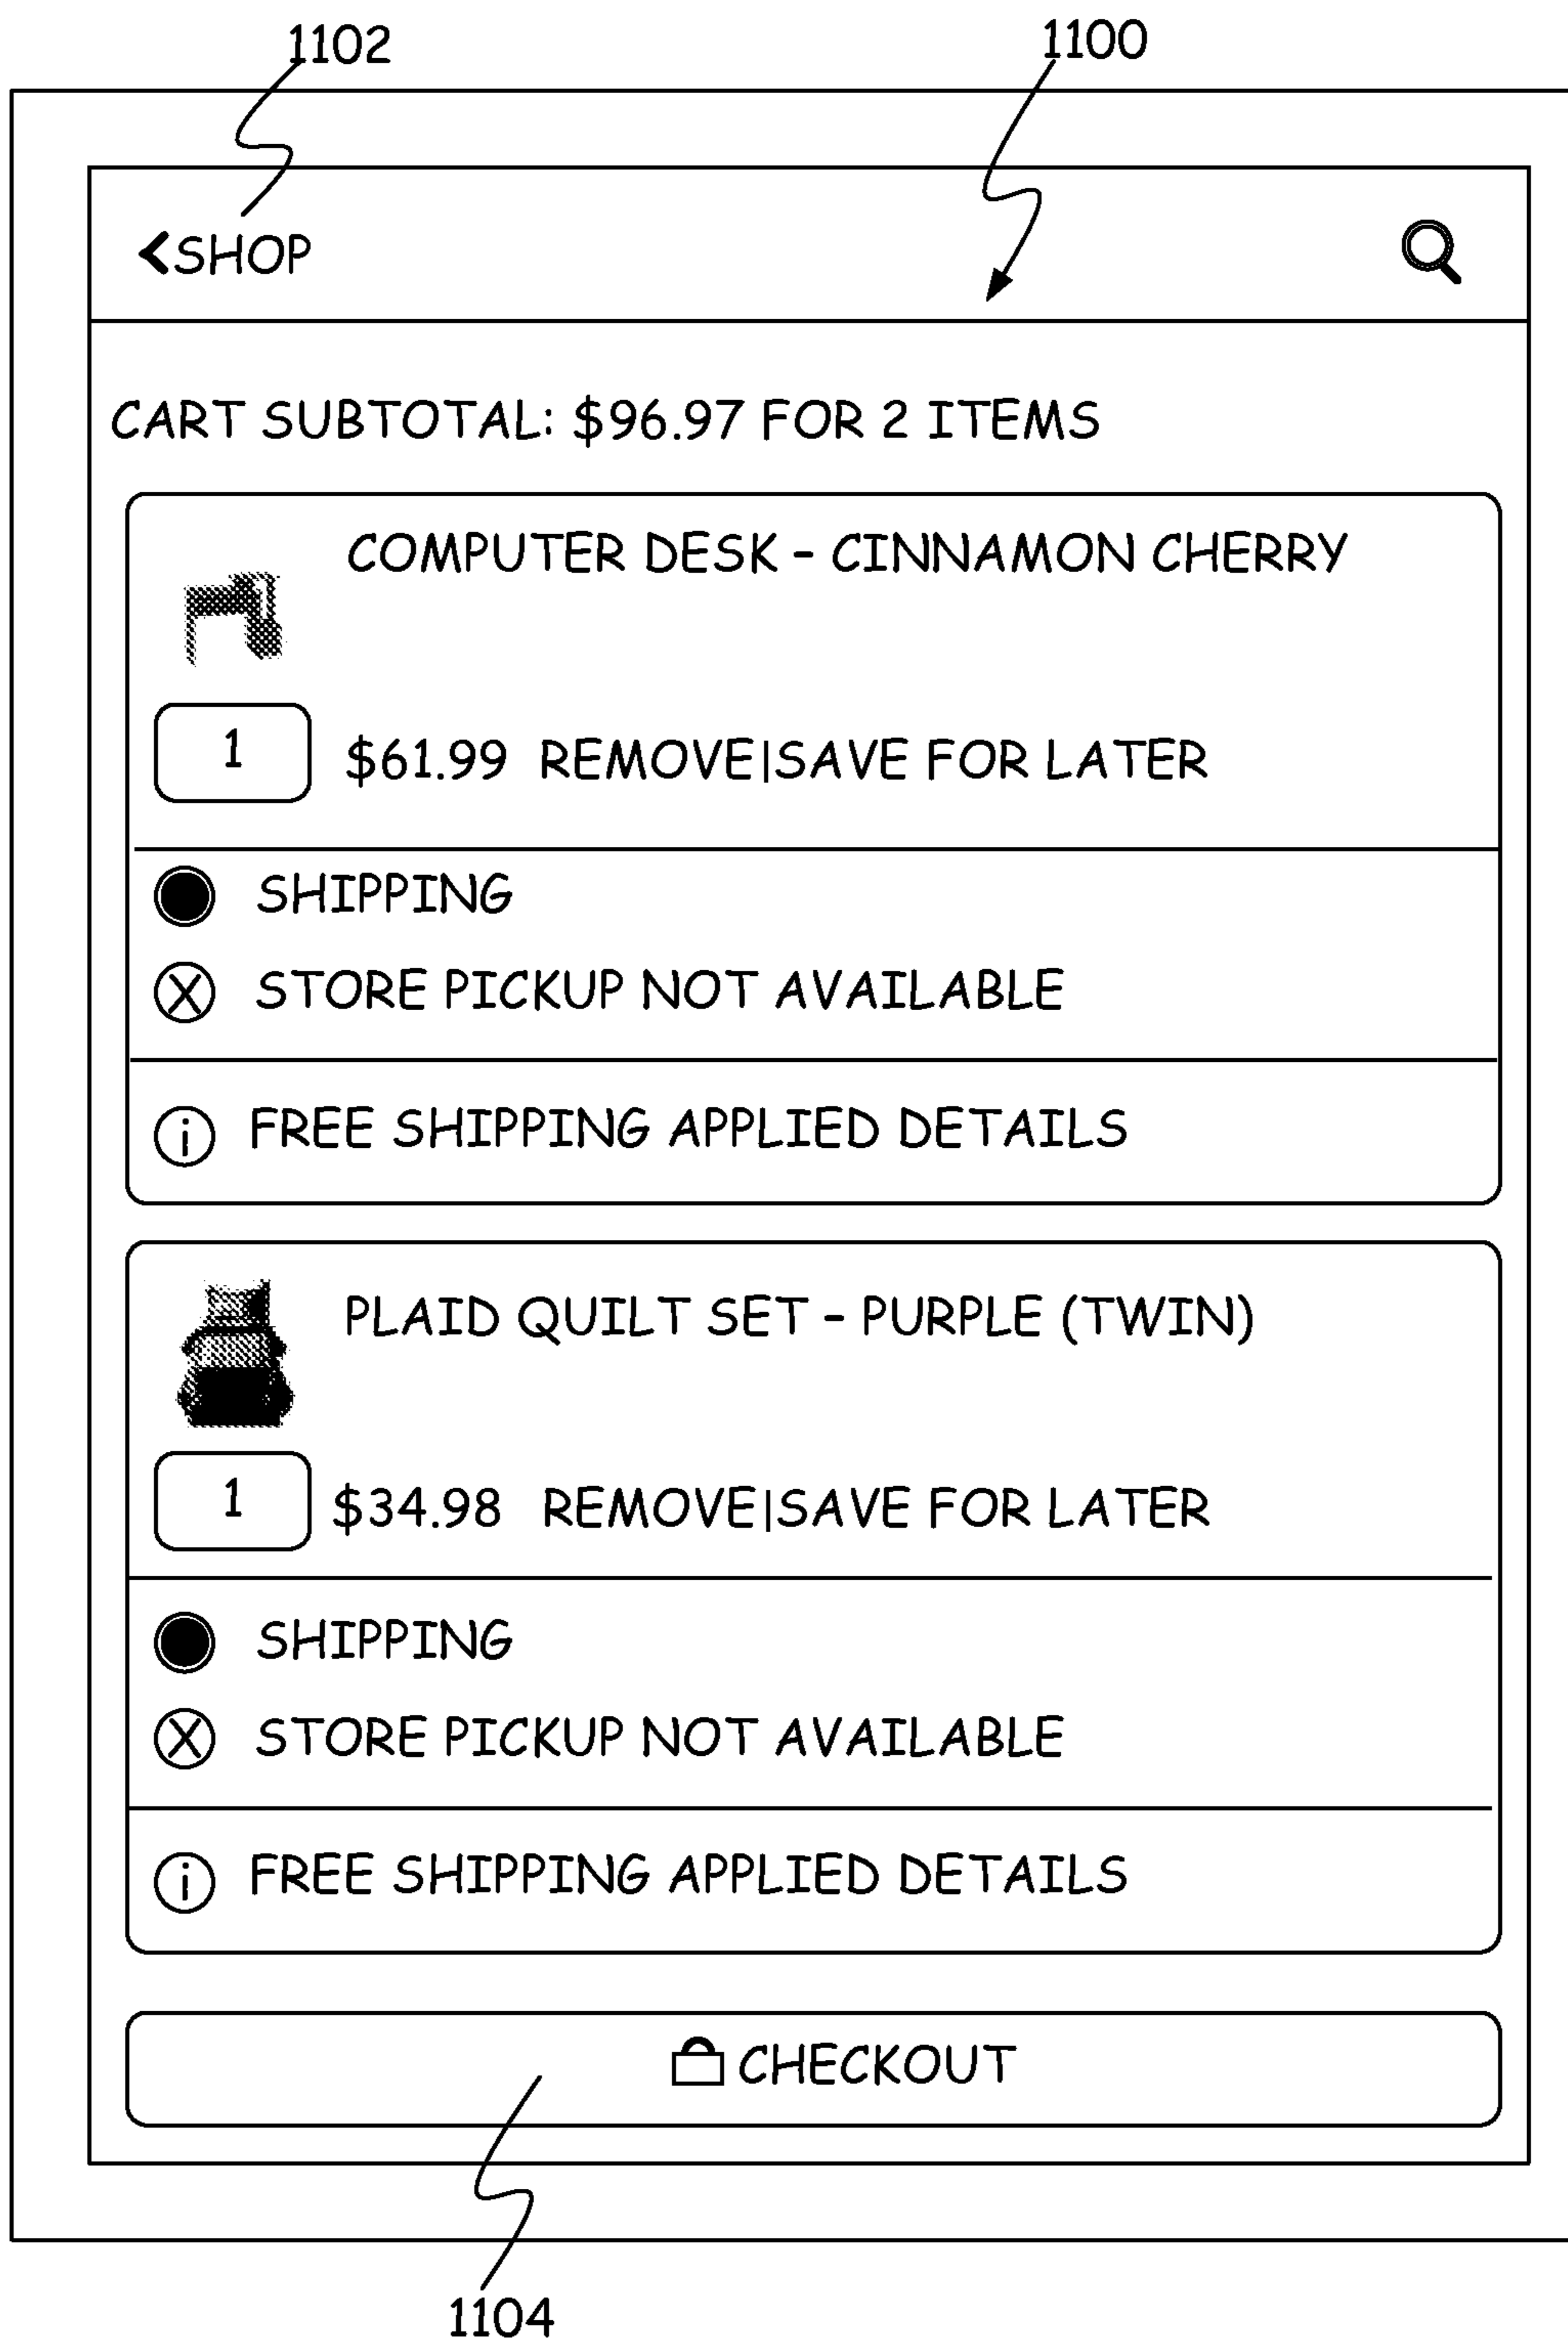 1102
1100
<SHOP
CART SUBTOTAL: $96.97 FOR 2 ITEMS
COMPUTER DESK - CINNAMON CHERRY
1
$61.99 REMOVE|SAVE FOR LATER
SHIPPING
X STORE PICKUP NOT AVAILABLE
i FREE SHIPPING APPLIED DETAILS
PLAID QUILT SET - PURPLE (TWIN)
1
$34.98 REMOVE|SAVE FOR LATER
SHIPPING
X STORE PICKUP NOT AVAILABLE
i FREE SHIPPING APPLIED DETAILS
CHECKOUT
1104